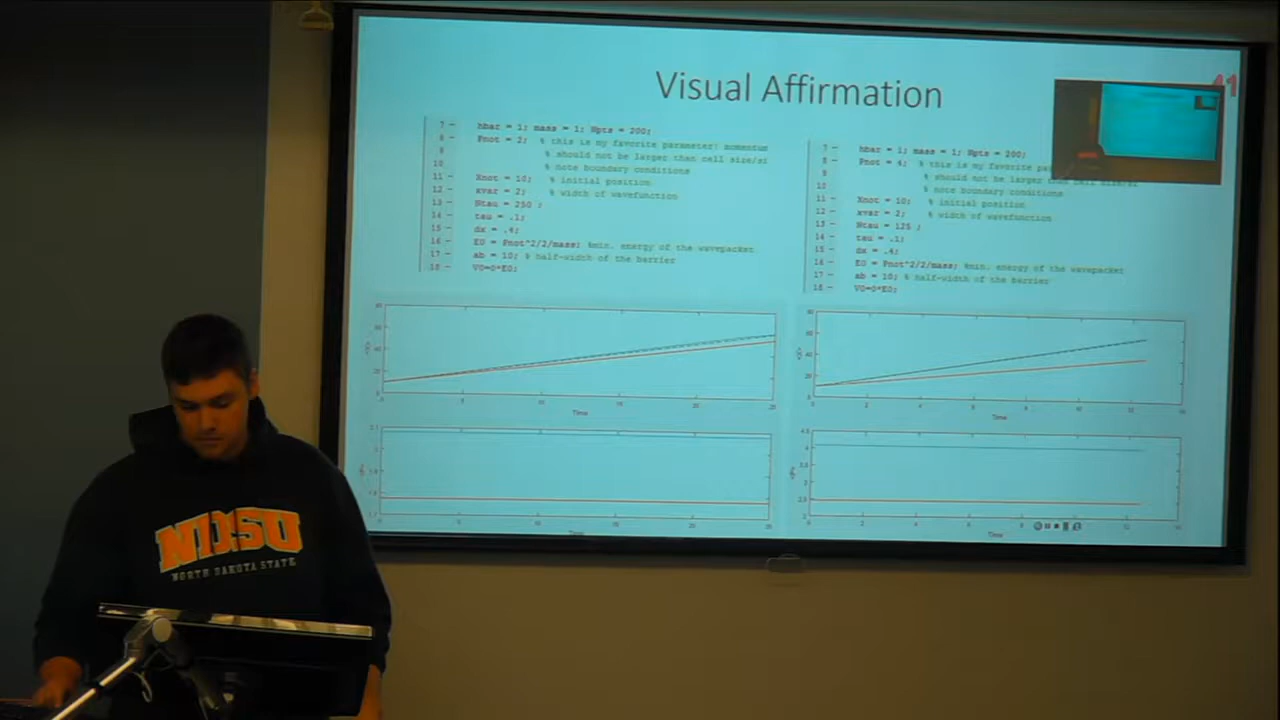 Visual Affirmation
7 - hbar = 1; mass = 1; Npts = 200;
8 - Pnot = 2; % this is my favorite parameter! momentum
9 % should not be larger than cell size/si
10 % note boundary conditions
11 - Xnot = 10; % initial position
12 - xvar = 2; % width of wavefunction
13 - Ntau = 250 ;
14 - tau = .1;
15 - dx = .4;
16 - E0 = Pnot^2/2/mass; %min. energy of the wavepacket
17 - ab = 10; % half-width of the barrier
18 - V0=0*E0;
7 - hbar = 1; mass = 1; Npts = 200;
8 - Pnot = 4; % this is my favorite pa
9 % should not be larger than cell size/si
10 % note boundary conditions
11 - Xnot = 10; % initial position
12 - xvar = 2; % width of wavefunction
13 - Ntau = 125 ;
14 - tau = .1;
15 - dx = .4;
16 - E0 = Pnot^2/2/mass; %min. energy of the wavepacket
17 - ab = 10; % half-width of the barrier
18 - V0=0*E0;
Time
Time
Time
Time
NDSU
NORTH DAKOTA STATE